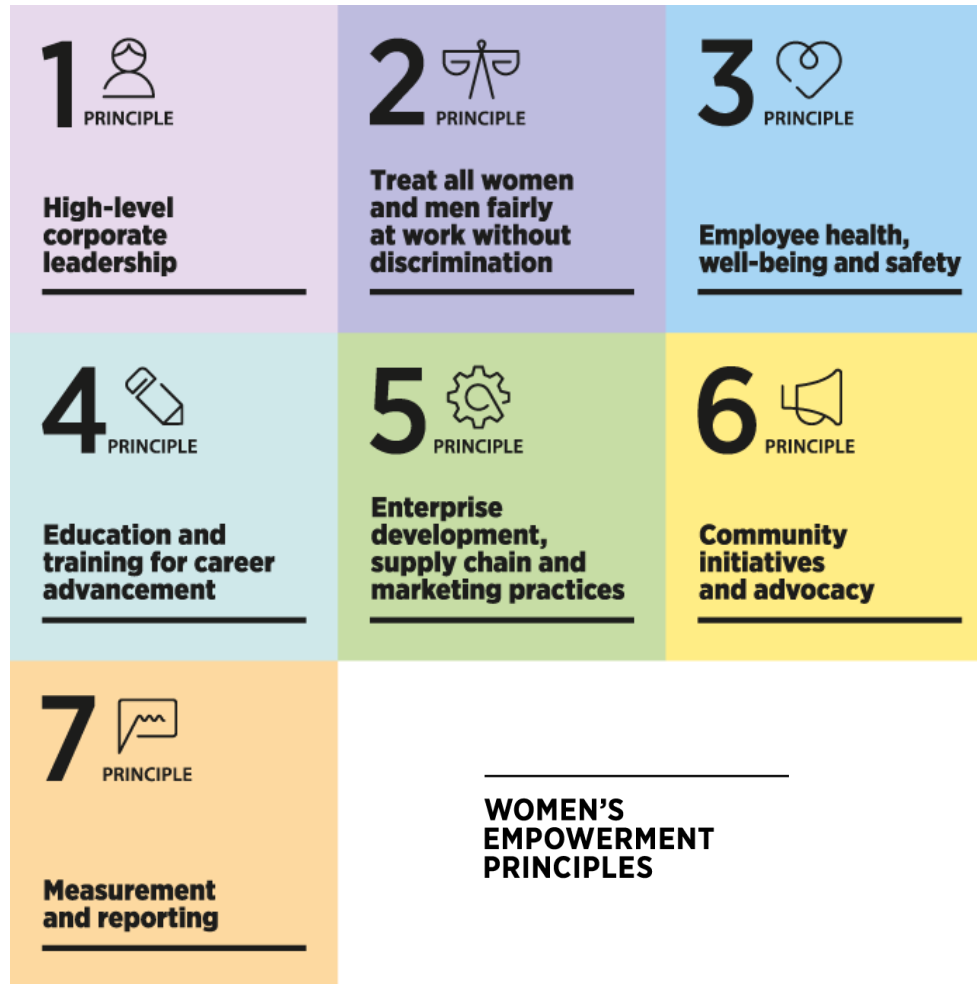 1
PRINCIPLE
High-level
corporate
leadership
2
PRINCIPLE
Treat all women
and men fairly
at work without
discrimination
3
PRINCIPLE
Employee health,
well-being and safety
4
PRINCIPLE
Education and
training for career
advancement
5
PRINCIPLE
Enterprise
development,
supply chain and
marketing practices
6
PRINCIPLE
Community
initiatives
and advocacy
7
PRINCIPLE
Measurement
and reporting
WOMEN'S
EMPOWERMENT
PRINCIPLES